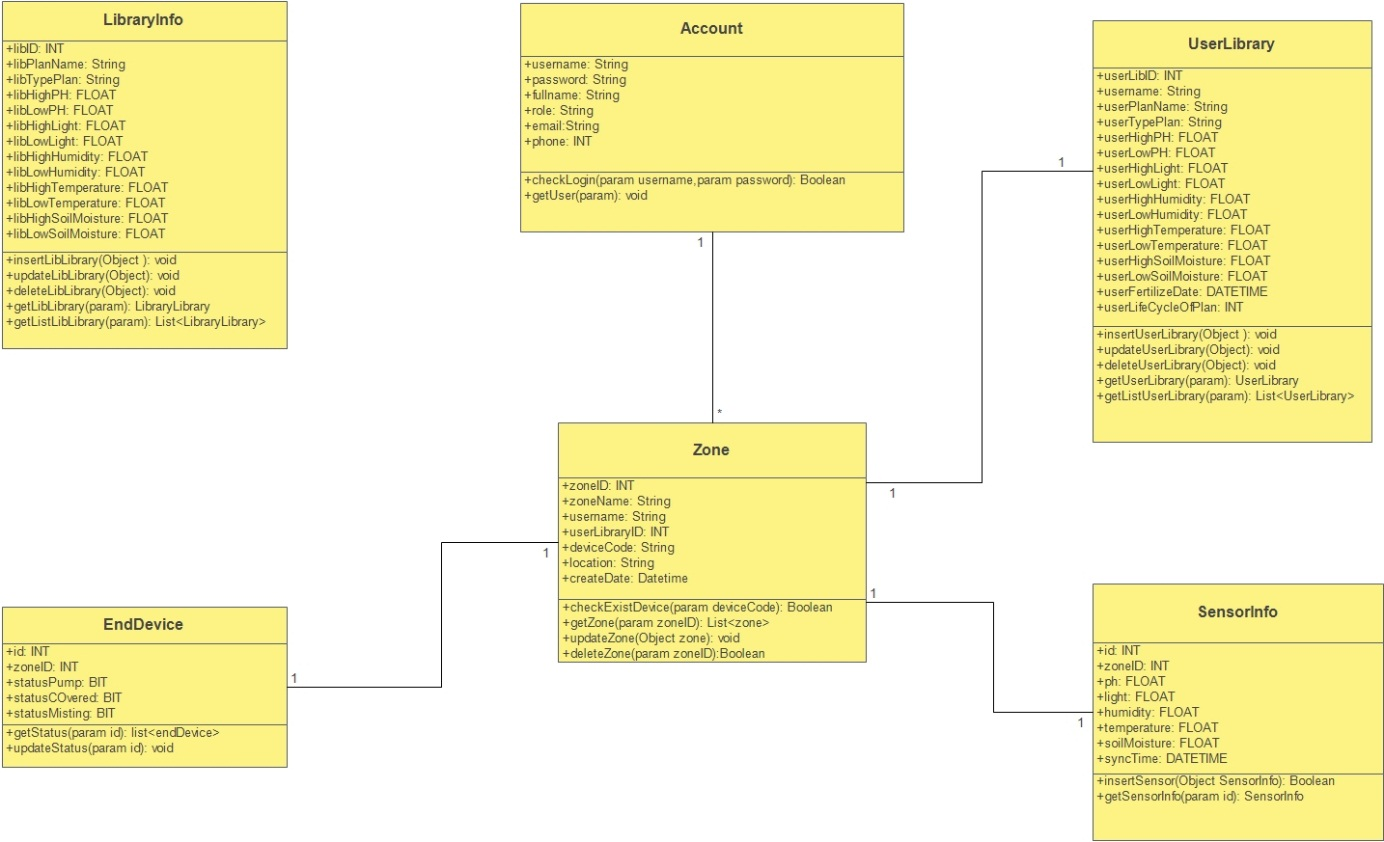 LibraryInfo
+libID: INT
+libPlanName: String
+libTypePlan: String
+libHighPH: FLOAT
+libLowPH: FLOAT
+libHighLight: FLOAT
+libLowLight: FLOAT
+libHighHumidity: FLOAT
+libLowHumidity: FLOAT
+libHighTemperature: FLOAT
+libLowTemperature: FLOAT
+libHighSoilMoisture: FLOAT
+libLowSoilMoisture: FLOAT
+insertLibLibrary(Object ): void
+updateLibLibrary(Object): void
+deleteLibLibrary(Object): void
+getLibLibrary(param): LibraryLibrary
+getListLibLibrary(param): List<LibraryLibrary>
Account
+username: String
+password: String
+fullname: String
+role: String
+email:String
+phone: INT
+checkLogin(param username,param password): Boolean
+getUser(param): void
1
*
UserLibrary
+userLibID: INT
+username: String
+userPlanName: String
+userTypePlan: String
+userHighPH: FLOAT
+userLowPH: FLOAT
+userHighLight: FLOAT
+userLowLight: FLOAT
+userHighHumidity: FLOAT
+userLowHumidity: FLOAT
+userHighTemperature: FLOAT
+userLowTemperature: FLOAT
+userHighSoilMoisture: FLOAT
+userLowSoilMoisture: FLOAT
+userFertilizeDate: DATETIME
+userLifeCycleOfPlan: INT
+insertUserLibrary(Object ): void
+updateUserLibrary(Object): void
+deleteUserLibrary(Object): void
+getUserLibrary(param): UserLibrary
+getListUserLibrary(param): List<UserLibrary>
1
1
Zone
+zoneID: INT
+zoneName: String
+username: String
+userLibraryID: INT
+deviceCode: String
+location: String
+createDate: Datetime
+checkExistDevice(param deviceCode): Boolean
+getZone(param zoneID): List<zone>
+updateZone(Object zone): void
+deleteZone(param zoneID):Boolean
1
1
EndDevice
+id: INT
+zoneID: INT
+statusPump: BIT
+statusCOvered: BIT
+statusMisting: BIT
+getStatus(param id): list<endDevice>
+updateStatus(param id): void
1
1
SensorInfo
+id: INT
+zoneID: INT
+ph: FLOAT
+light: FLOAT
+humidity: FLOAT
+temperature: FLOAT
+soilMoisture: FLOAT
+syncTime: DATETIME
+insertSensor(Object SensorInfo): Boolean
+getSensorInfo(param id): SensorInfo